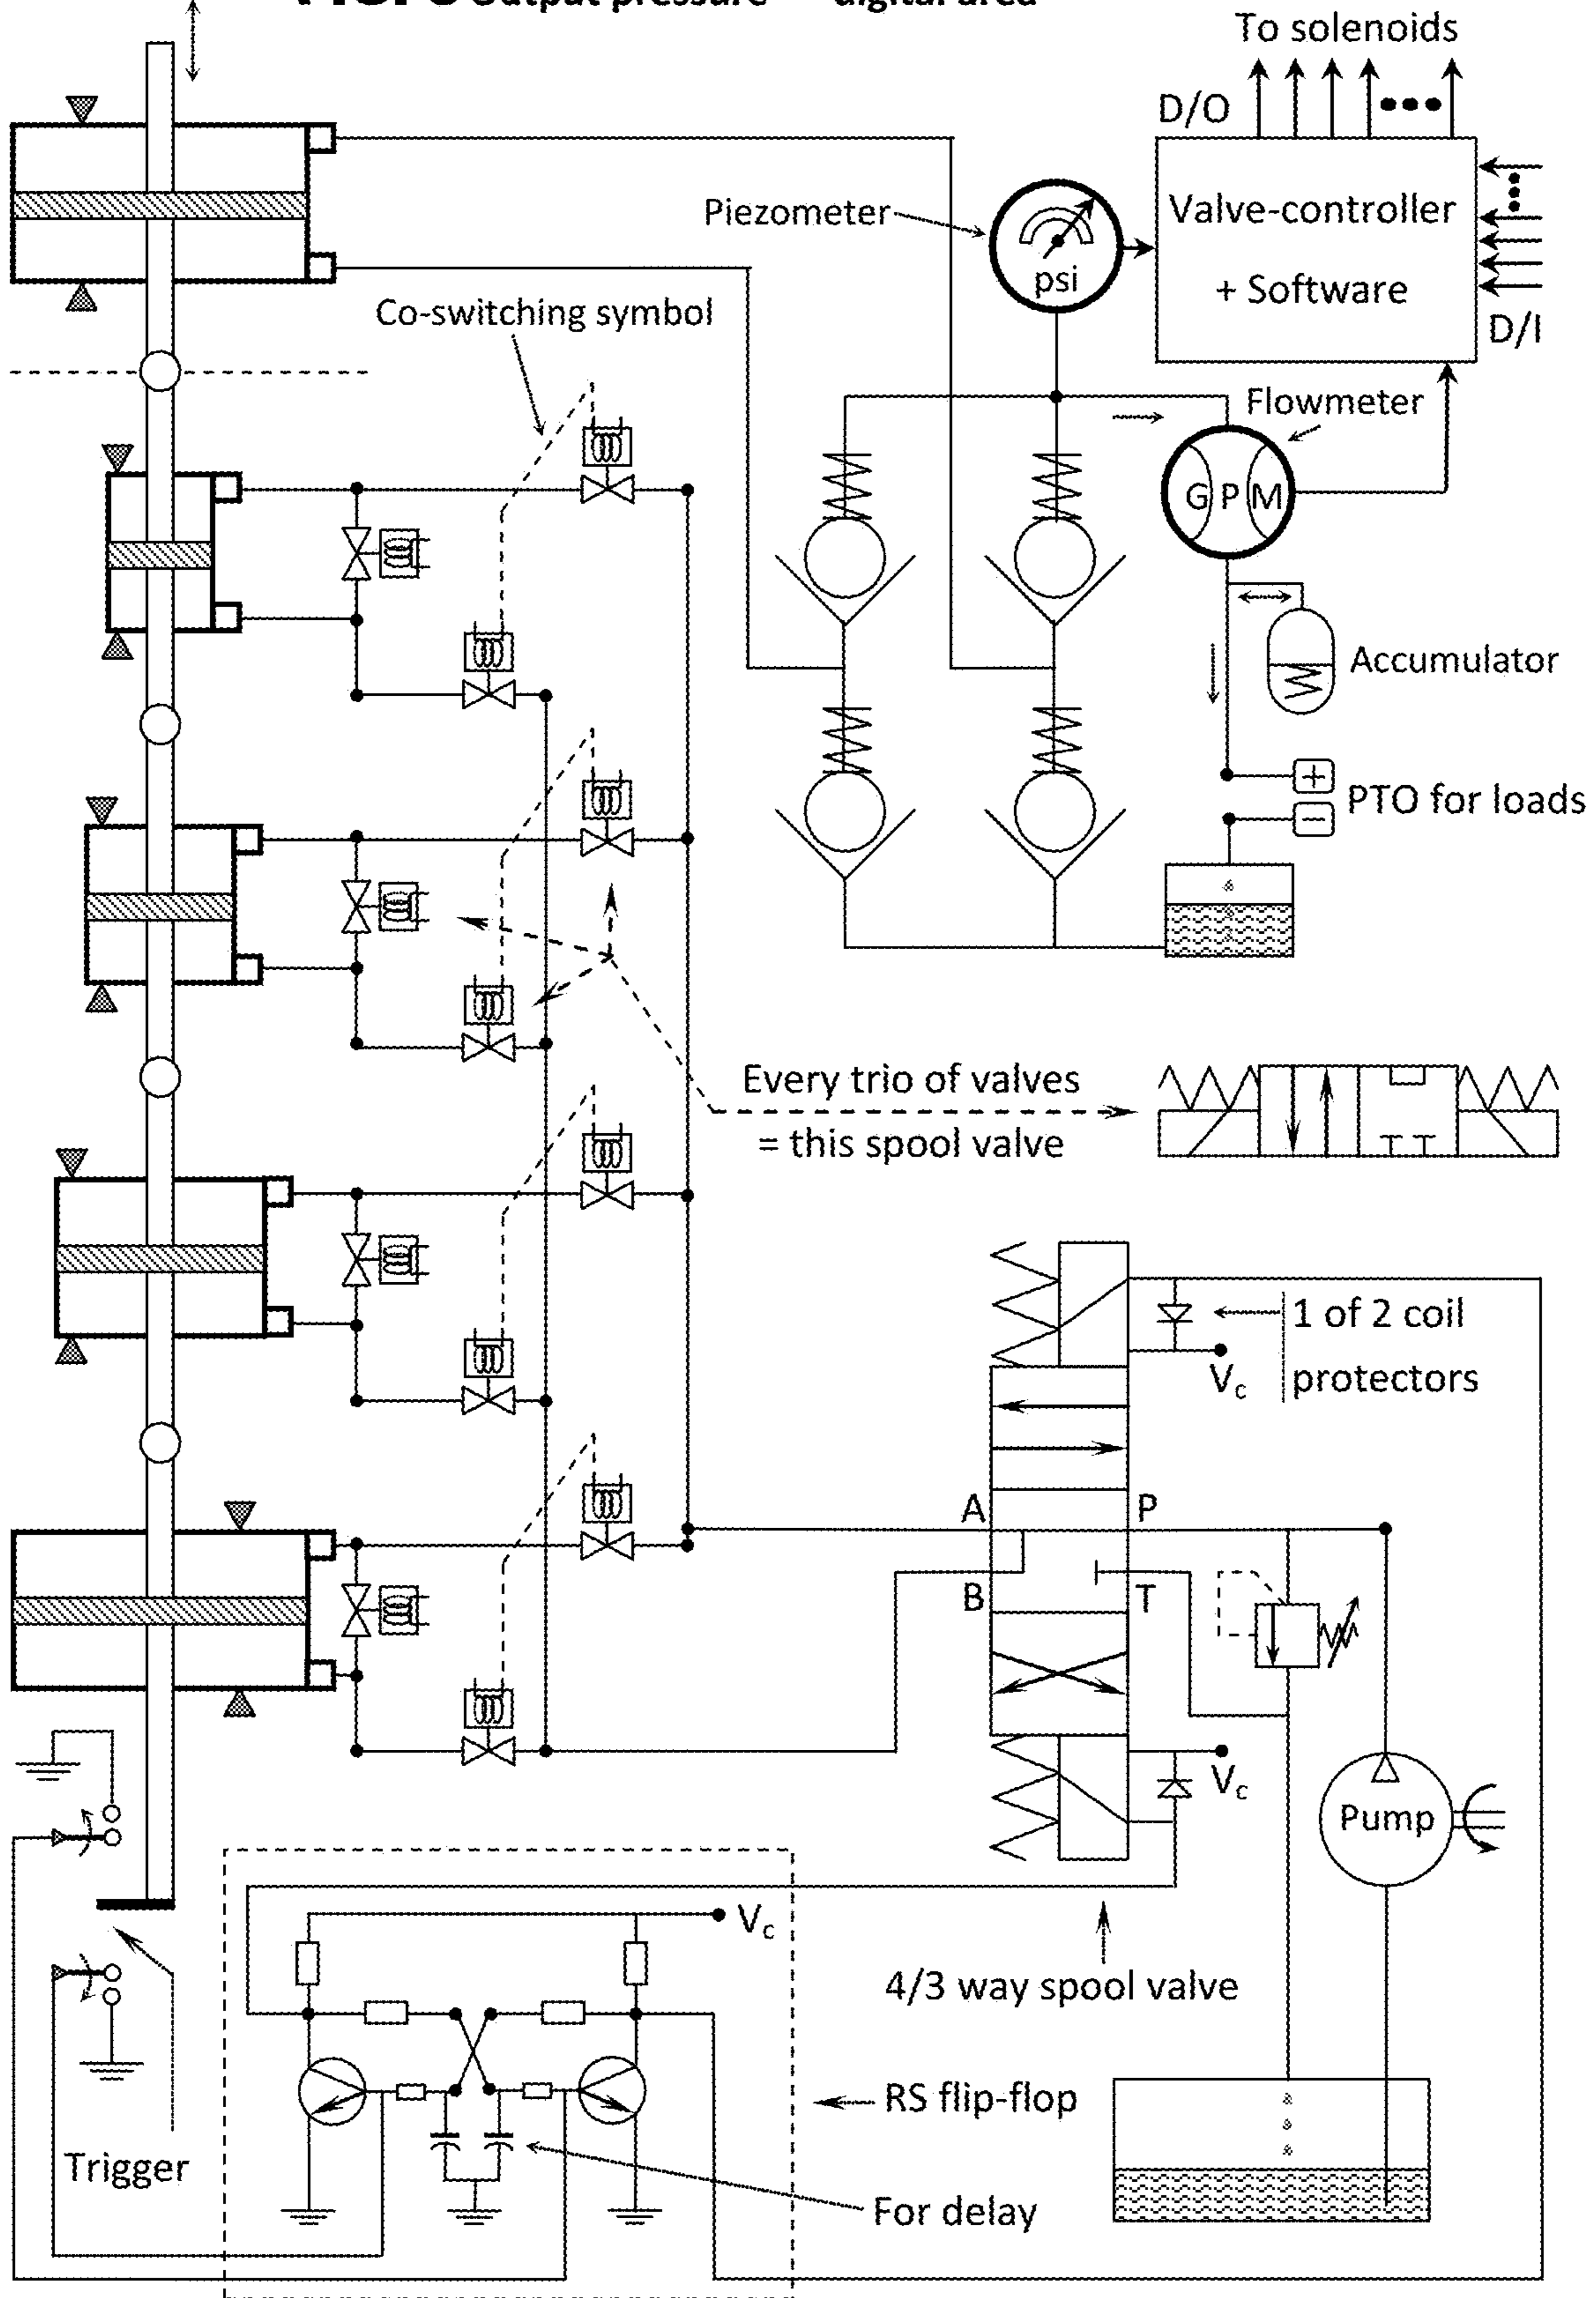 output pressure digital area
To solenoids
D/O
Valve-controller
+ Software
D/I
Piezometer
psi
Co-switching symbol
Flowmeter
G P M
Accumulator
+
PTO for loads
−
Every trio of valves
= this spool valve
1 of 2 coil
protectors
Vc
A
P
B
T
Vc
Pump
Vc
4/3 way spool valve
RS flip-flop
Trigger
For delay